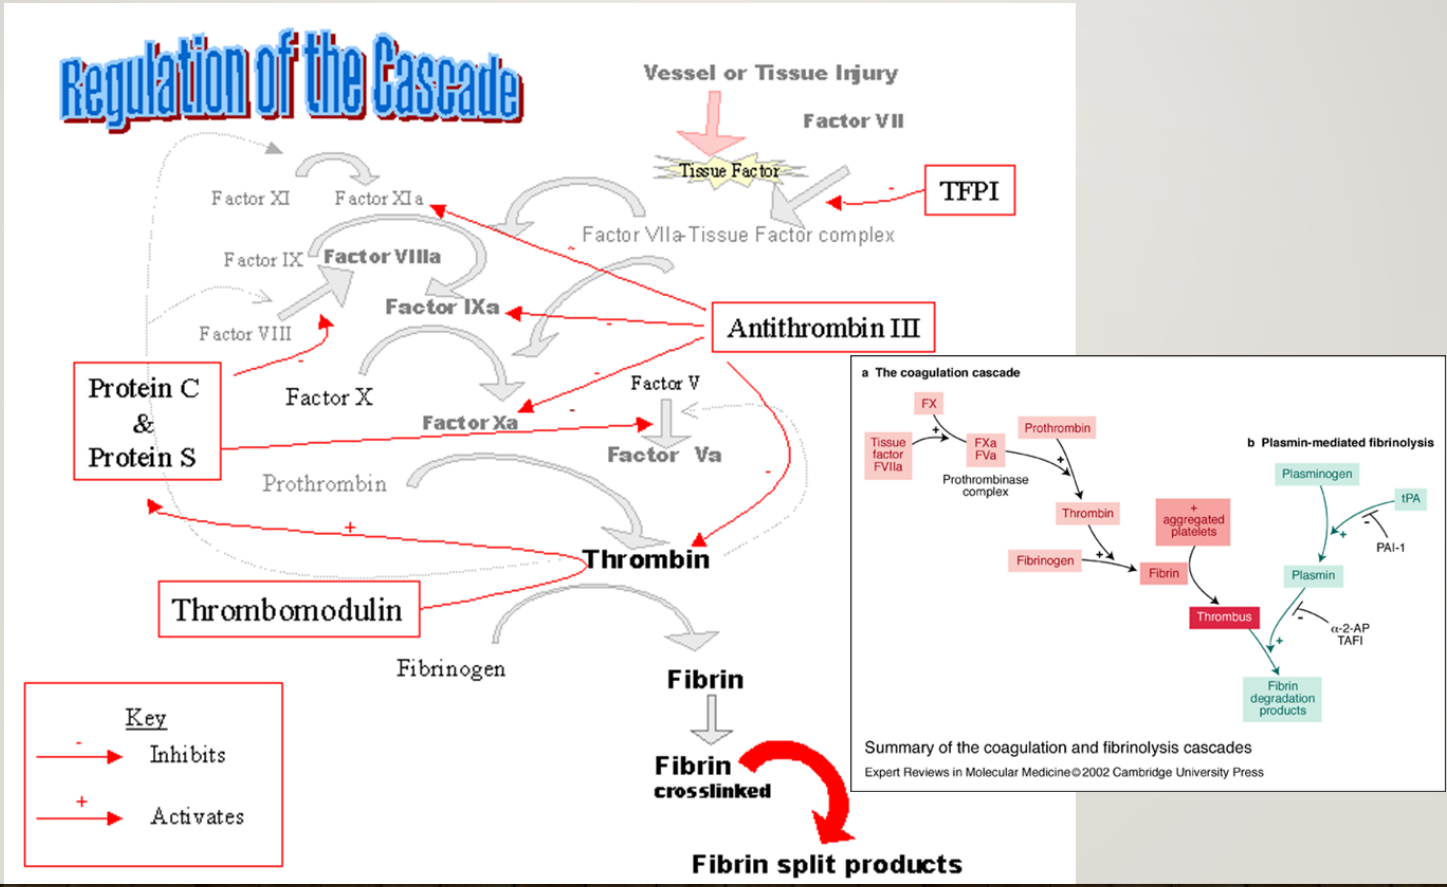 Regulation of the Cascade
Vessel or Tissue Injury
Factor VII
Tissue Factor
TFPI
-
Factor XI
Factor XIa
Factor VIIa-Tissue Factor complex
Factor IX
Factor VIIIa
-
Factor IXa
Factor VIII
-
Antithrombin III
-
-
Protein C
&
Protein S
Factor X
Factor V
-
Factor Xa
Factor Va
-
Prothrombin
+
Thrombin
Thrombomodulin
Fibrinogen
Fibrin
Fibrin
crosslinked
Fibrin split products
Key
-
Inhibits
+
Activates
a The coagulation cascade
FX
+
Tissue
factor
FVIIa
FXa
FVa
Prothrombinase
complex
Prothrombin
+
Thrombin
Fibrinogen
+
Fibrin
+
aggregated
platelets
Thrombus
b Plasmin-mediated fibrinolysis
Plasminogen
tPA
-
+
PAI-1
Plasmin
-
α-2-AP
TAFI
+
Fibrin
degradation
products
Summary of the coagulation and fibrinolysis cascades
Expert Reviews in Molecular Medicine©2002 Cambridge University Press